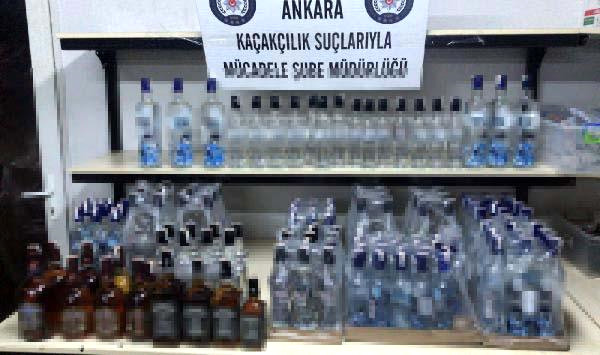 ANKARA
KAÇAKÇILIK SUÇLARIYLA
MÜCADELE ŞUBE MÜDÜRLÜĞÜ